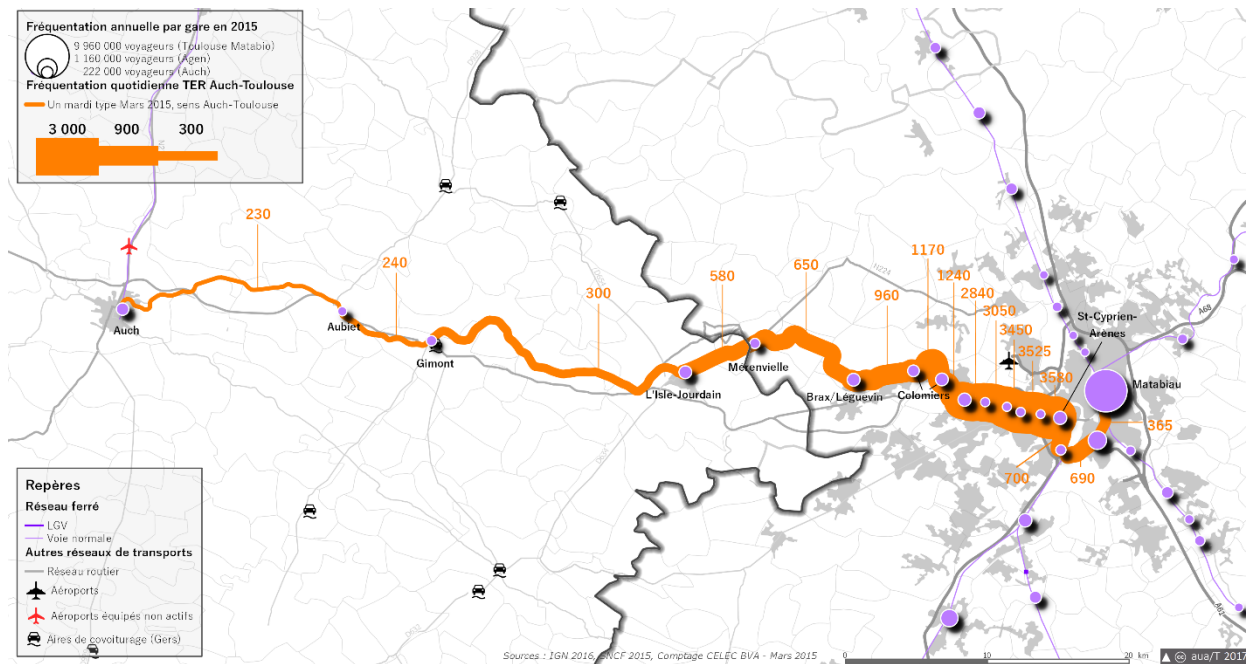 Fréquentation annuelle par gare en 2015
9 960 000 voyageurs (Toulouse Matabio)
1 160 000 voyageurs (Agen)
222 000 voyageurs (Auch)
Fréquentation quotidienne TER Auch-Toulouse
Un mardi type Mars 2015, sens Auch-Toulouse
3 000 900 300
230
240
300
580
650
960
1170
1240
2840
3050
3450
3525
3580
365
700
690
N224
A68
A61
Auch
Aubiet
Gimont
L'Isle-Jourdain
Mérenvielle
Brax/Léguevin
Colomiers
St-Cyprien-
Arènes
Matabiau
Repères
Réseau ferré
LGV
Voie normale
Autres réseaux de transports
Réseau routier
Aéroports
Aéroports équipés non actifs
Aires de covoiturage (Gers)
Sources : IGN 2016, SNCF 2015, Comptage CELEC BVA - Mars 2015
0 10 20 km
cc aua/T 2017